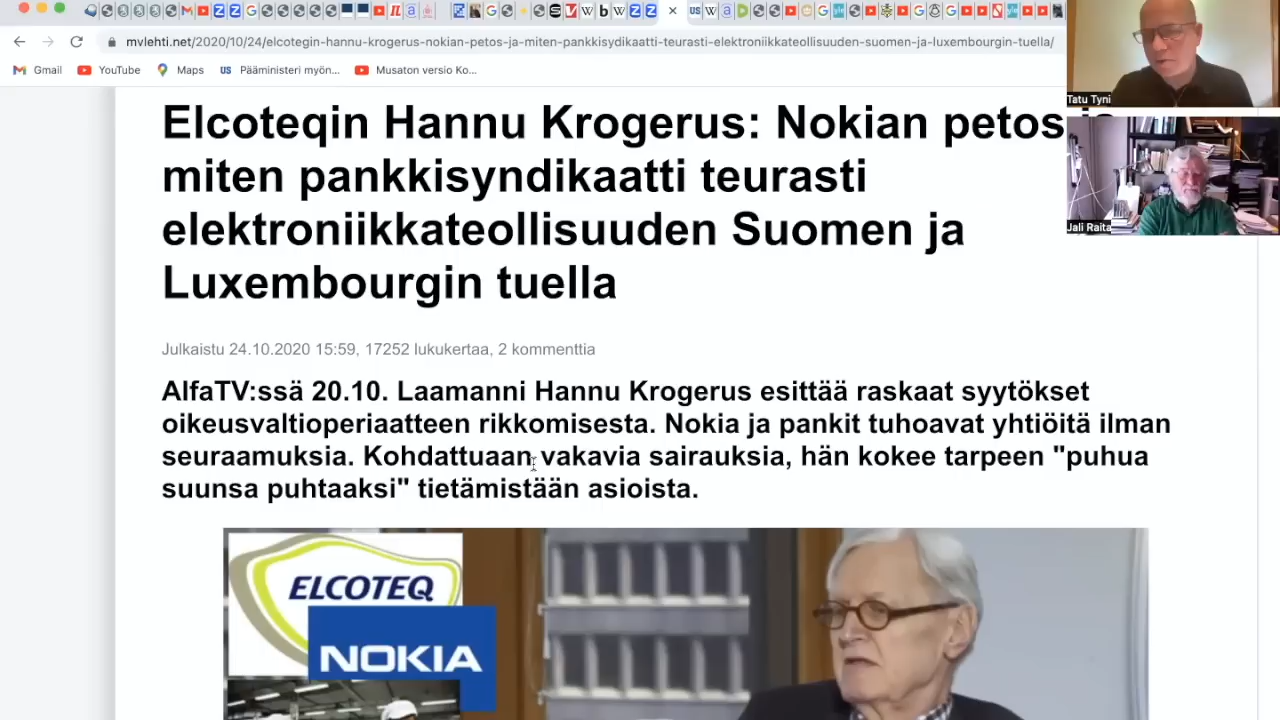 mvlehti.net/2020/10/24/elcotegin-hannu-krogerus-nokian-petos-ja-miten-pankkisydikaatti-teurasti-elektroniikkateollisuuden-suomen-ja-luxembourgin-tuella/
Gmail
YouTube
Maps
US Pääministeri myön...
Musaton versio Ko...
Tatu Tyni
Jali Raita
Elcoteqin Hannu Krogerus: Nokian petos ja
miten pankkisyndikaatti teurasti
elektroniikkateollisuuden Suomen ja
Luxembourgin tuella
Julkaistu 24.10.2020 15:59, 17252 lukukertaa, 2 kommenttia
AlfaTV:ssä 20.10. Laamanni Hannu Krogerus esittää raskaat syytökset
oikeusvaltioperiaatteen rikkomisesta. Nokia ja pankit tuhoavat yhtiöitä ilman
seuraamuksia. Kohdattuaan vakavia sairauksia, hän kokee tarpeen "puhua
suunsa puhtaaksi" tietämistään asioista.
ELCOTEQ
NOKIA